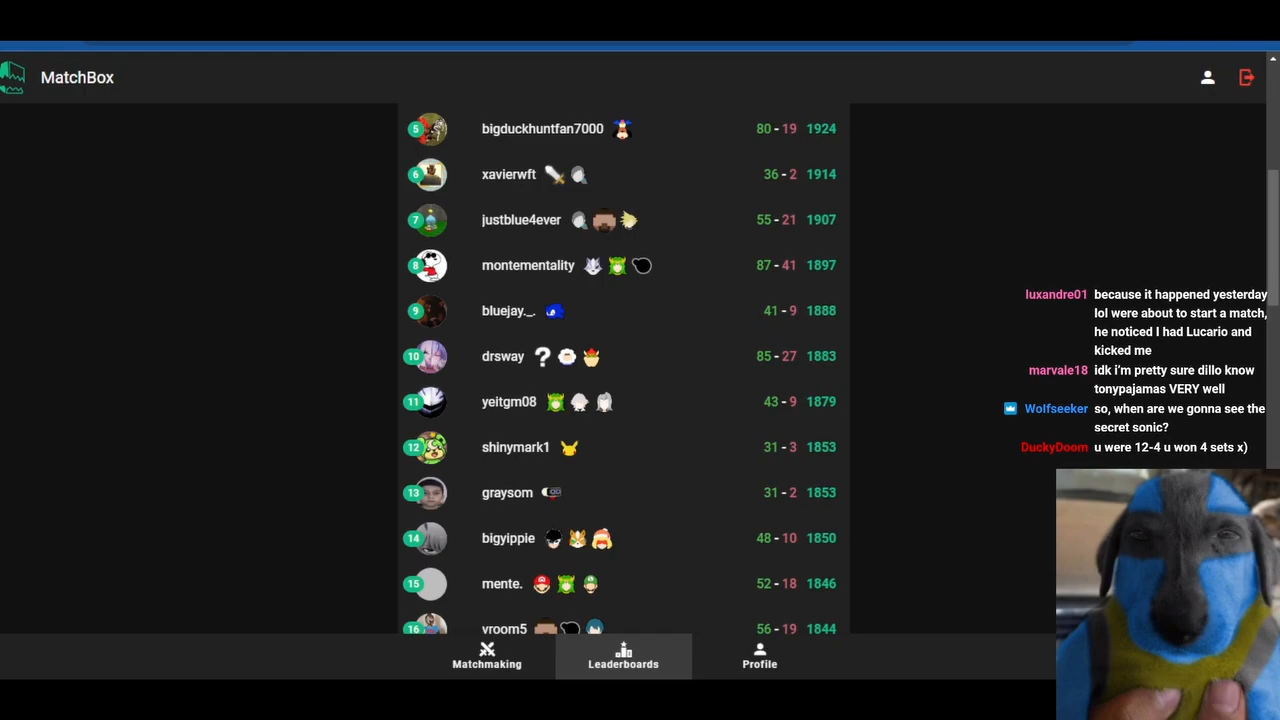 MatchBox
5 bigduckhuntfan7000 80 - 19 1924
6 xavierwft 36 - 2 1914
7 justblue4ever 55 - 21 1907
8 montementality 87 - 41 1897
9 bluejay._. 41 - 9 1888
10 drsway ? 85 - 27 1883
11 yeitgm08 43 - 9 1879
12 shinymark1 31 - 3 1853
13 graysom 31 - 2 1853
14 bigyippie 48 - 10 1850
15 mente. 52 - 18 1846
16 vroom5 56 - 19 1844
Matchmaking
Leaderboards
Profile
luxandre01 because it happened yesterday
lol were about to start a match,
he noticed I had Lucario and
kicked me
marvale18 idk i'm pretty sure dillo know
tonypajamas VERY well
Wolfseeker so, when are we gonna see the
secret sonic?
DuckyDoom u were 12-4 u won 4 sets x)